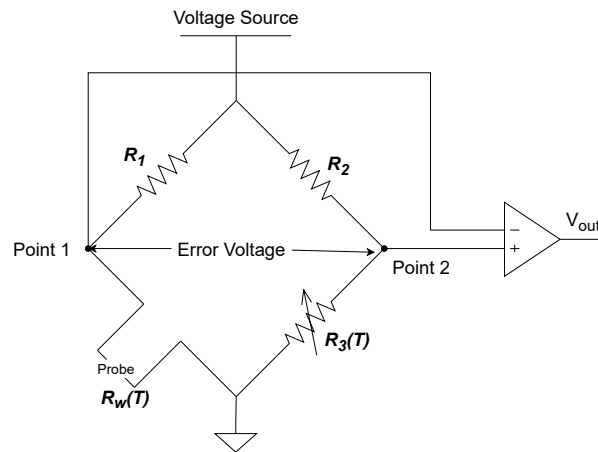 Voltage Source
R1
R2
Point 1
Error Voltage
Point 2
−
+
Vout
Probe
Rw(T)
R3(T)